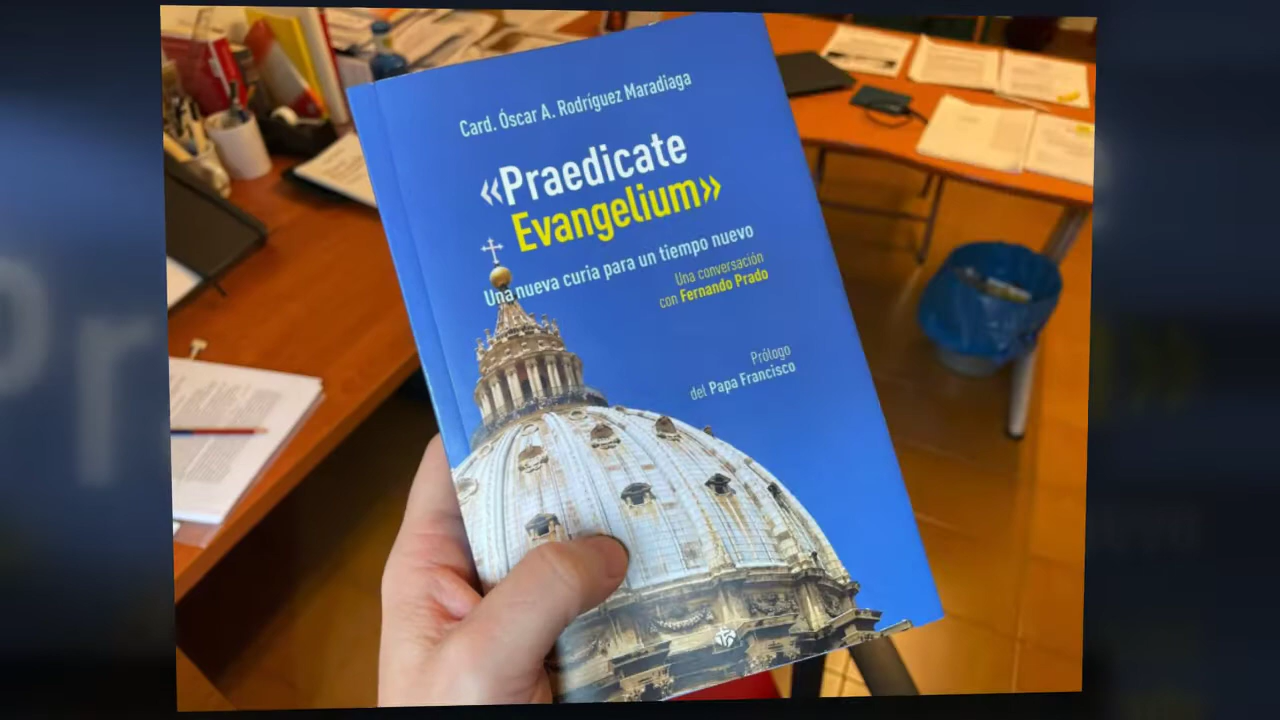 Card. Óscar A. Rodríguez Maradiaga
«Praedicate
Evangelium»
Una nueva curia para un tiempo nuevo
Una conversación
con Fernando Prado
Prólogo
del Papa Francisco